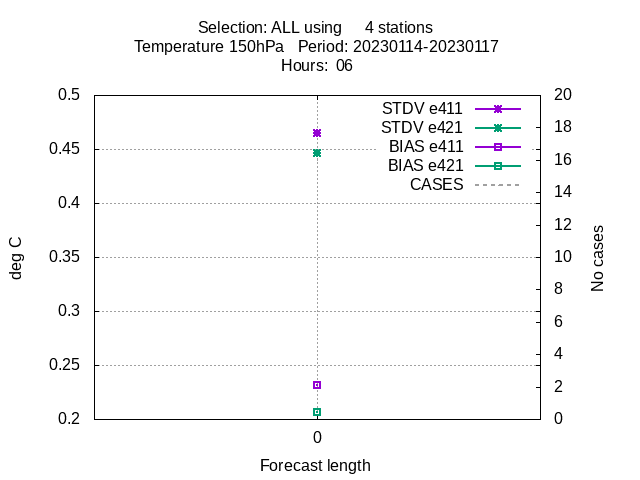 Selection: ALL using     4 stations
Temperature 150hPa   Period: 20230114-20230117
Hours:  06
0.5
0.45
0.4
0.35
0.3
0.25
0.2
20
18
16
14
12
10
8
6
4
2
0
STDV e411
STDV e421
BIAS e411
BIAS e421
CASES
deg C
No cases
0
Forecast length